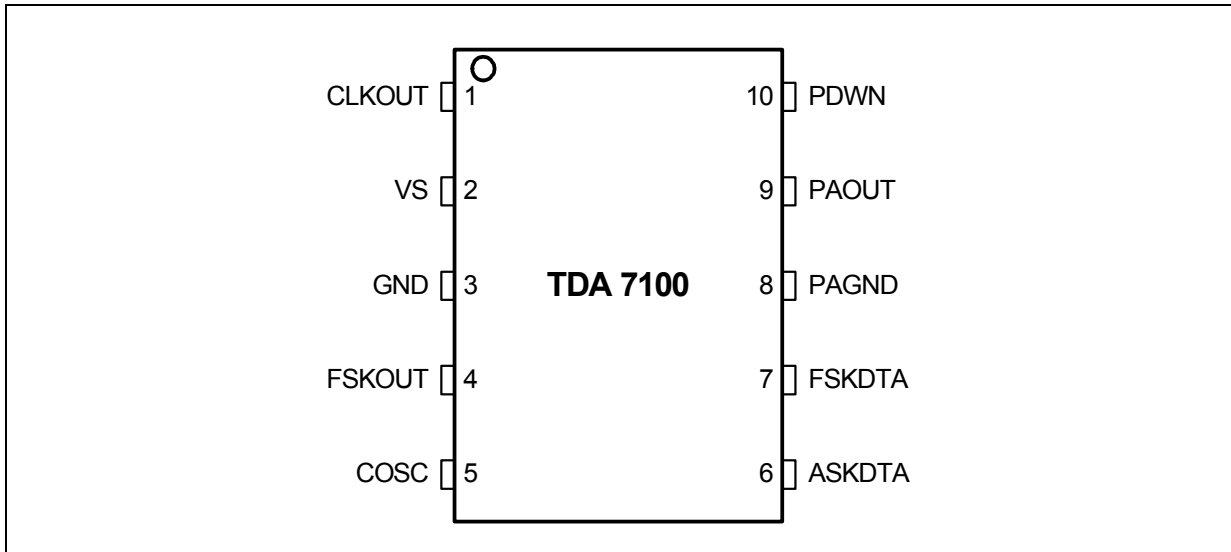 CLKOUT 1 10 PDWN
VS 2 9 PAOUT
GND 3 TDA 7100 8 PAGND
FSKOUT 4 7 FSKDTA
COSC 5 6 ASKDTA